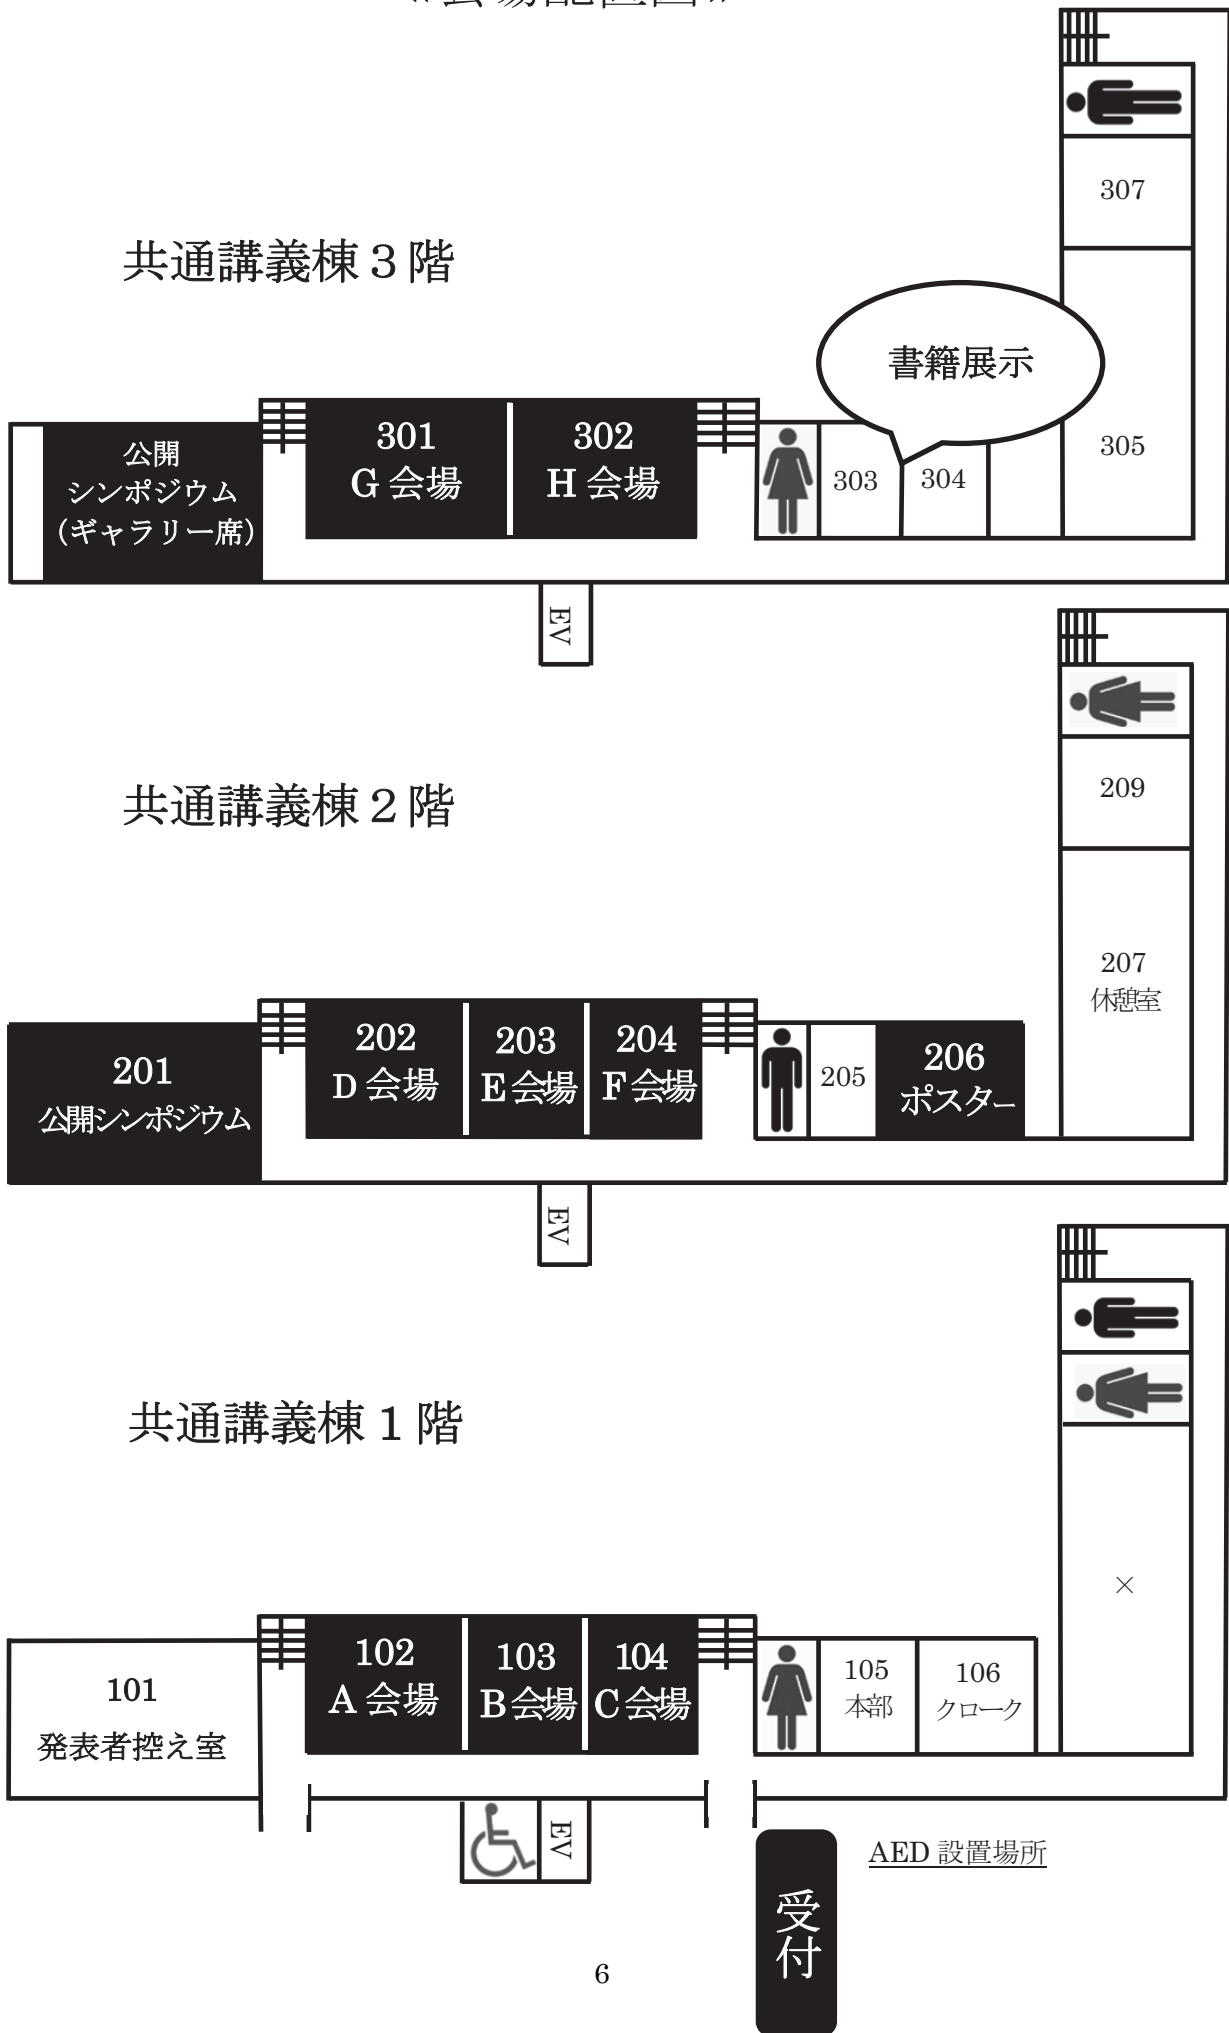 《会場配置図》
307
共通講義棟３階
書籍展示
301
G 会場
302
H 会場
公開
シンポジウム
（ギャラリー席）
303
304
305
EV
共通講義棟２階
209
207
休憩室
201
公開シンポジウム
202
D 会場
203
E 会場
204
F 会場
205
206
ポスター
EV
共通講義棟１階
×
101
発表者控え室
102
A 会場
103
B 会場
104
C 会場
105
本部
106
クローク
EV
AED 設置場所
受付
6